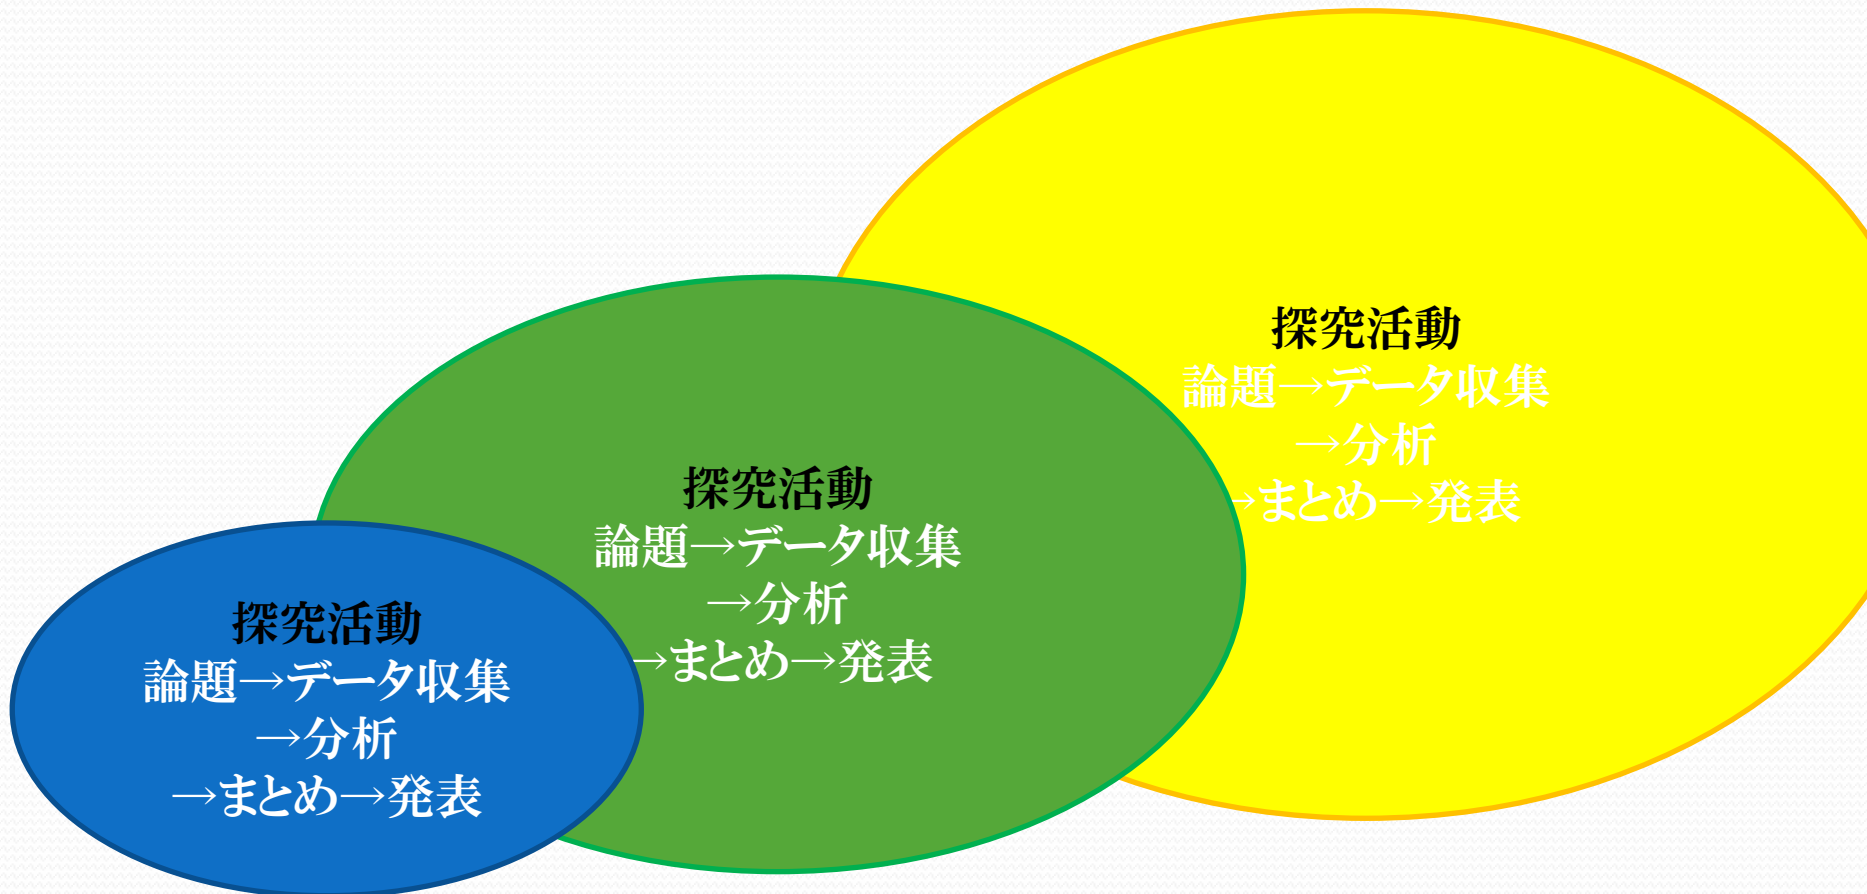 探究活動
論題→データ収集
→分析
→まとめ→発表
探究活動
論題→データ収集
→分析
→まとめ→発表
探究活動
論題→データ収集
→分析
→まとめ→発表